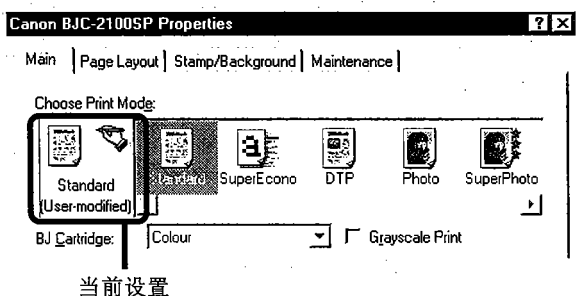 Canon BJC-2100SP Properties
Main Page Layout Stamp/Background Maintenance
Choose Print Mode:
Standard Standard SuperEcono DTP Photo SuperPhoto
(User-modified)
BJ Cartridge: Colour Grayscale Print
当前设置